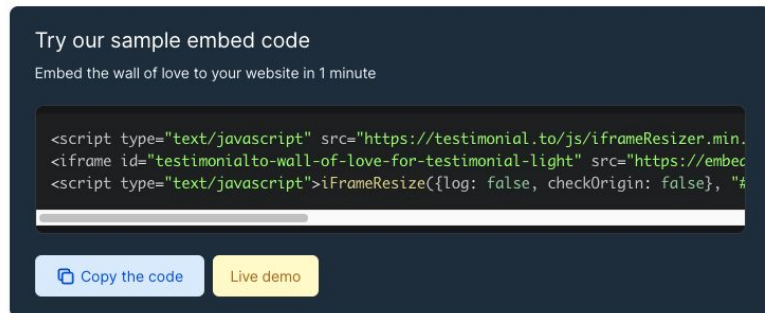 Try our sample embed code
Embed the wall of love to your website in 1 minute
<script type="text/javascript" src="https://testimonial.to/js/iframeResizer.min.
<iframe id="testimonialto-wall-of-love-for-testimonial-light" src="https://embed
<script type="text/javascript">iFrameResize({log: false, checkOrigin: false}, "#
Copy the code
Live demo